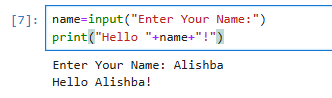 [7]: name=input("Enter Your Name:")
print("Hello "+name+"!")
Enter Your Name: Alishba
Hello Alishba!